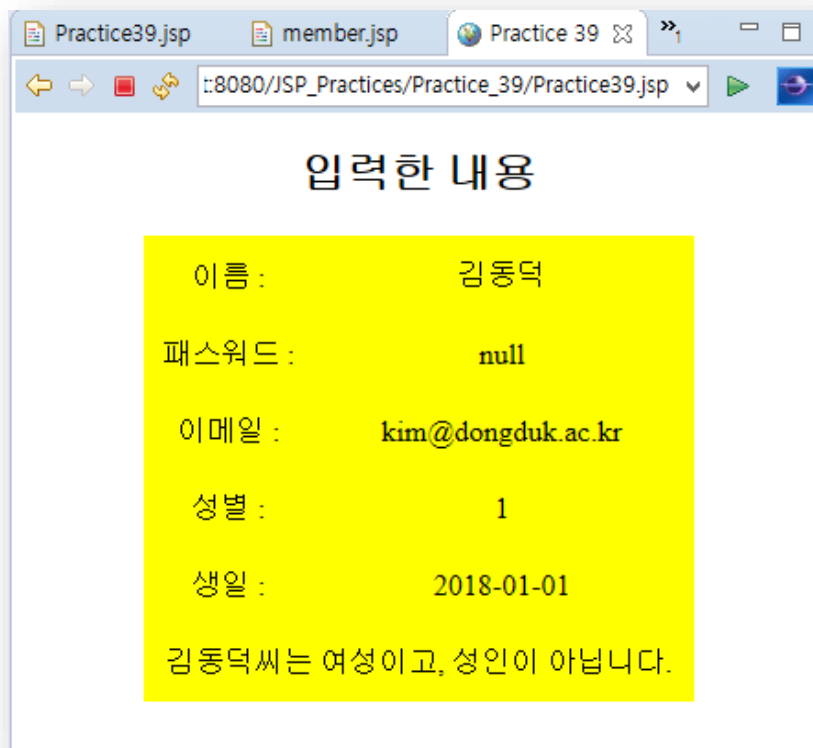 Practice39.jsp member.jsp Practice 39 »1
t:8080/JSP_Practices/Practice_39/Practice39.jsp
입력한 내용
이름 : 김동덕
패스워드 : null
이메일 : kim@dongduk.ac.kr
성별 : 1
생일 : 2018-01-01
김동덕씨는 여성이고, 성인이 아닙니다.